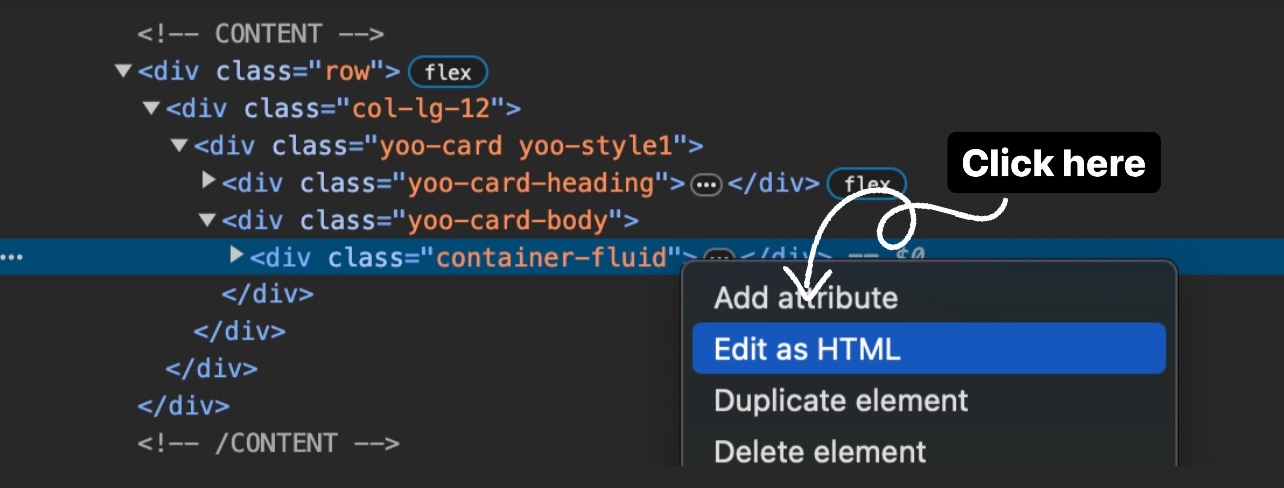 <!-- CONTENT -->
▼<div class="row"> flex
▼<div class="col-lg-12">
▼<div class="yoo-card yoo-style1">
Click here
▶<div class="yoo-card-heading">…</div> flex
▼<div class="yoo-card-body">
… ▶<div class="container-fluid">…</div> == $0
</div>
Add attribute
</div>
Edit as HTML
</div>
Duplicate element
</div>
<!-- /CONTENT -->
Delete element